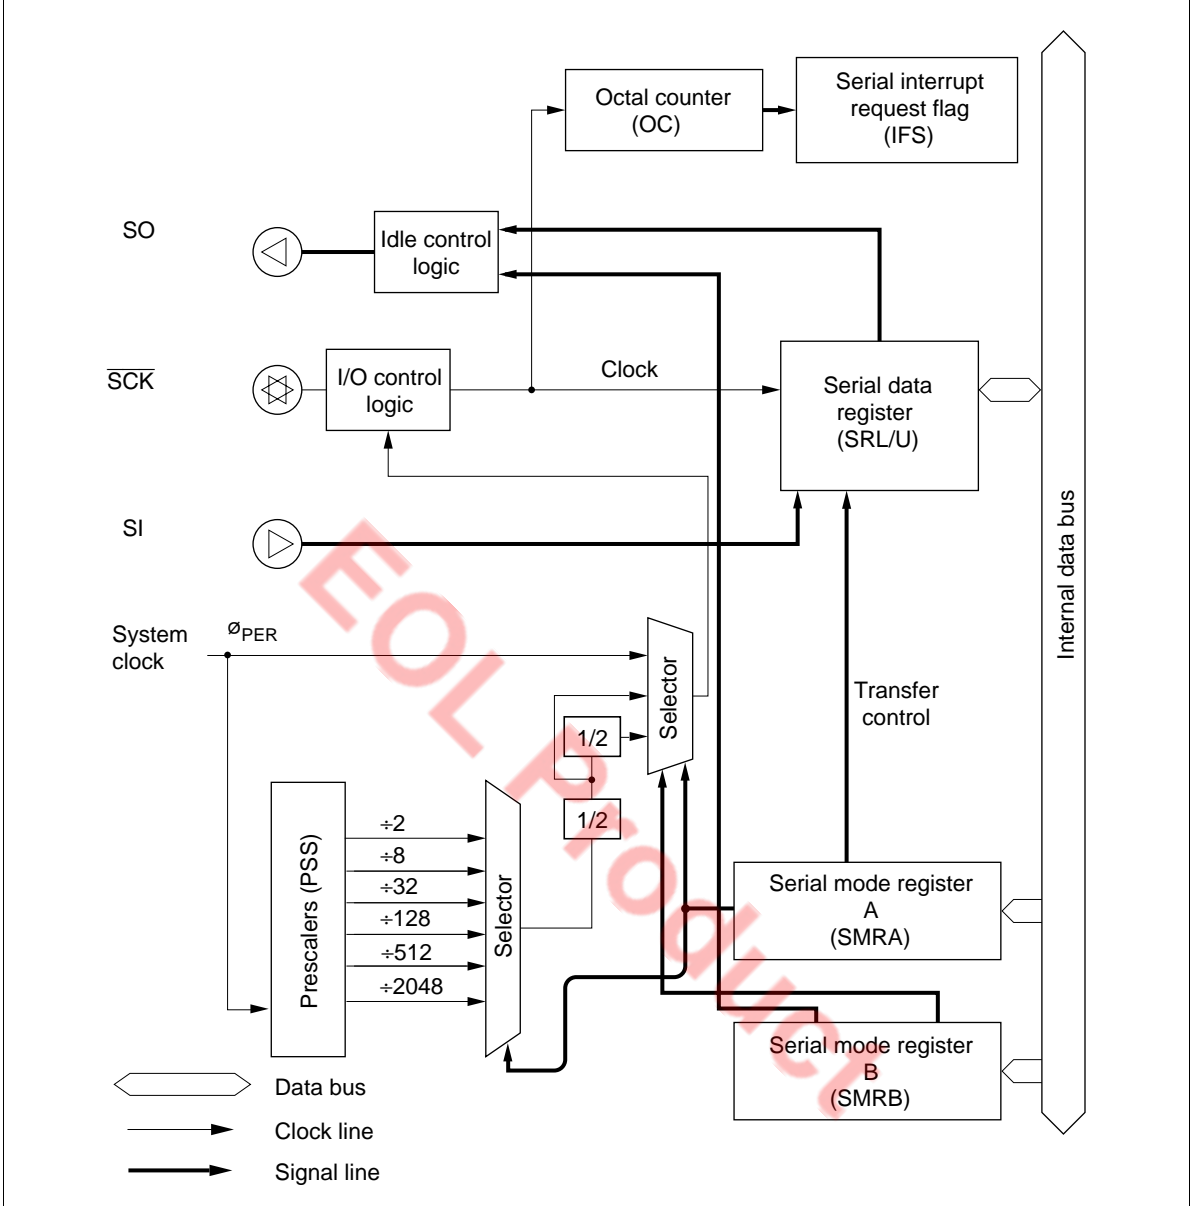 Octal counter
(OC)
Serial interrupt
request flag
(IFS)
SO
Idle control
logic
SCK
I/O control
logic
Clock
Serial data
register
(SRL/U)
SI
Internal data bus
System
clock
øPER
Selector
1/2
1/2
Transfer
control
Prescalers (PSS)
÷2
÷8
÷32
÷128
÷512
÷2048
Selector
Serial mode register
A
(SMRA)
Serial mode register
B
(SMRB)
Data bus
Clock line
Signal line
EOL Product